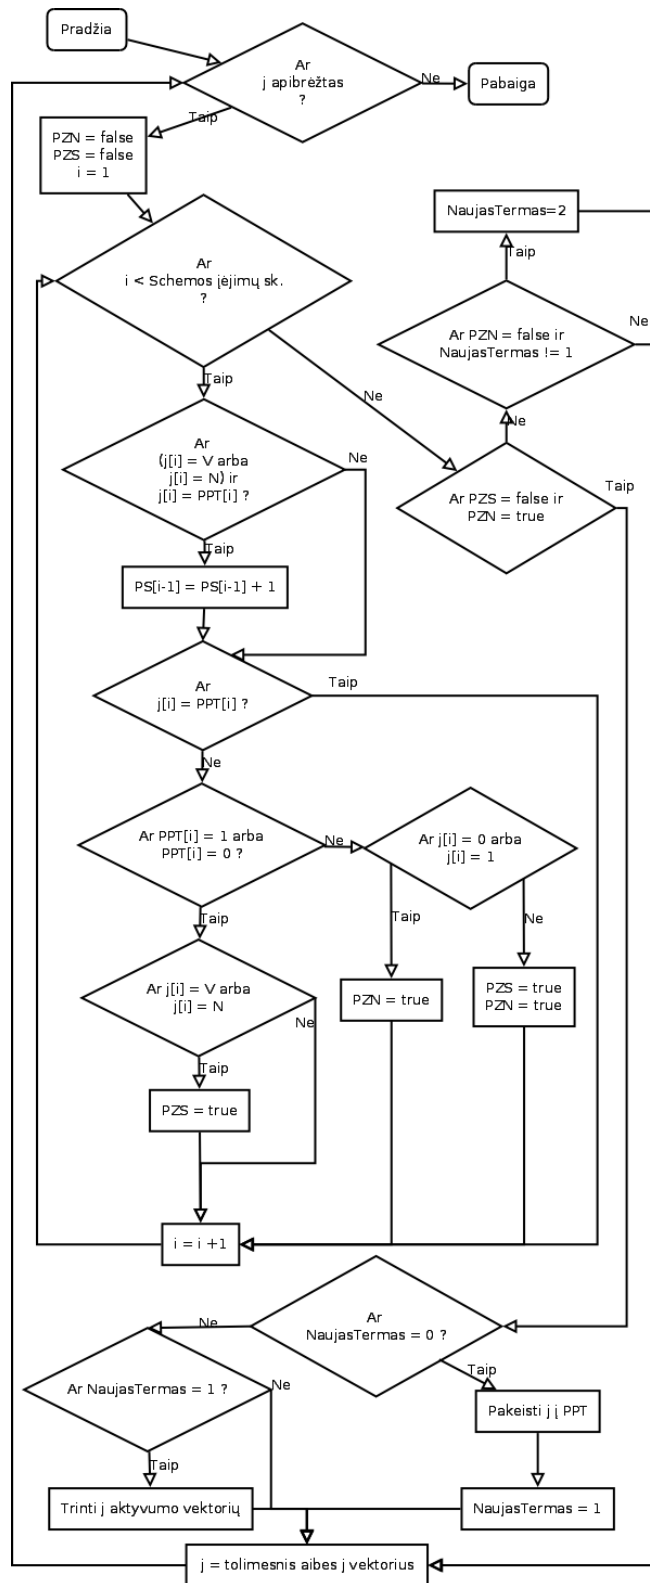 Pradžia
Ar
j apibrėžtas
?
Ne
Pabaiga
Taip
PZN = false
PZS = false
i = 1
NaujasTermas=2
Taip
Ar
i < Schemos įėjimų sk.
?
Ne
Ar PZN = false ir
NaujasTermas != 1
Taip
Ne
Ne
Ar
(j[i] = V arba
j[i] = N) ir
j[i] = PPT[i] ?
Ne
Taip
Ar PZS = false ir
PZN = true
Taip
PS[i-1] = PS[i-1] + 1
Ar
j[i] = PPT[i] ?
Taip
Ne
Ar PPT[i] = 1 arba
PPT[i] = 0 ?
Ne
Ar j[i] = 0 arba
j[i] = 1
Taip
Taip
Ne
Ar j[i] = V arba
j[i] = N
Ne
PZN = true
PZS = true
PZN = true
Taip
PZS = true
i = i +1
Ar
NaujasTermas = 0 ?
Ne
Taip
Ar NaujasTermas = 1 ?
Ne
Pakeisti j į PPT
Taip
Trinti j aktyvumo vektorių
NaujasTermas = 1
j = tolimesnis aibes j vektorius